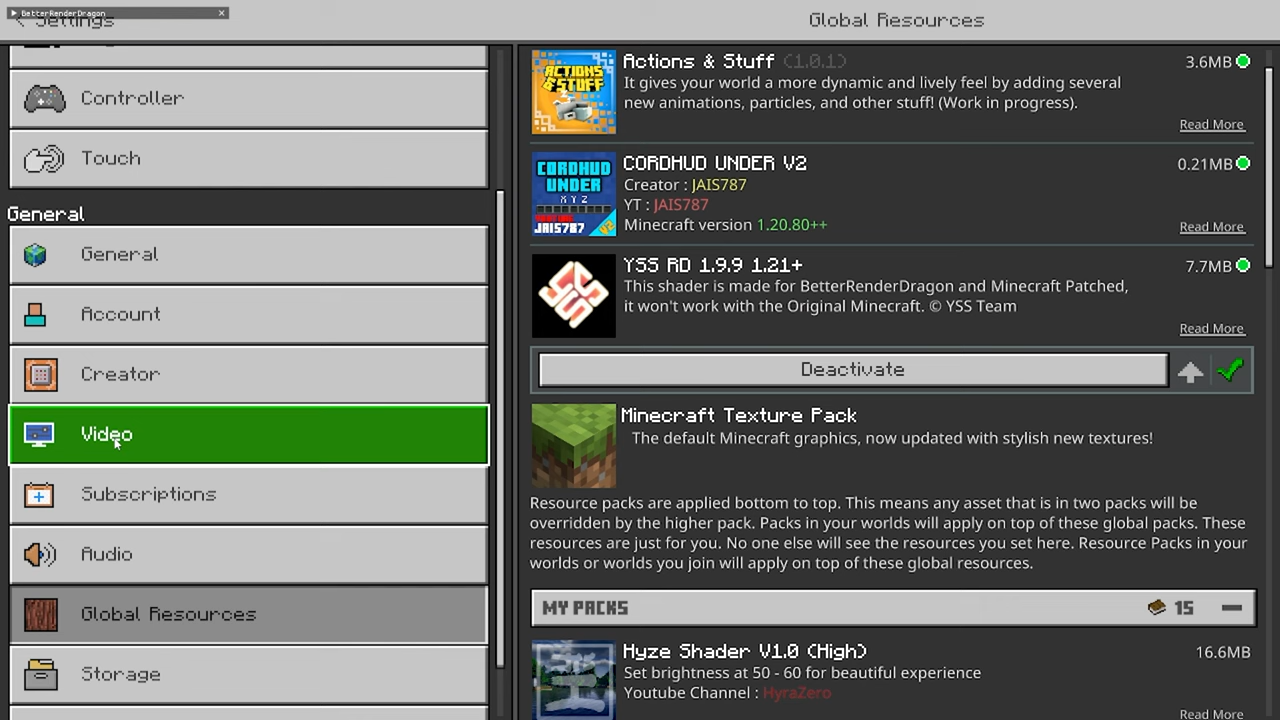 BetterRenderDragon
Settings
Global Resources
Controller
Touch
General
General
Account
Creator
Video
Subscriptions
Audio
Global Resources
Storage
ACTIONS
& STUFF
Actions & Stuff (1.0.1)
3.6MB
It gives your world a more dynamic and lively feel by adding several
new animations, particles, and other stuff! (Work in progress).
Read More
CORDHUD
UNDER
X Y Z
JAIS787
V2
CORDHUD UNDER V2
0.21MB
Creator : JAIS787
YT : JAIS787
Minecraft version 1.20.80++
Read More
YSS RD 1.9.9 1.21+
7.7MB
This shader is made for BetterRenderDragon and Minecraft Patched,
it won't work with the Original Minecraft. © YSS Team
Read More
Deactivate
Minecraft Texture Pack
The default Minecraft graphics, now updated with stylish new textures!
Resource packs are applied bottom to top. This means any asset that is in two packs will be
overridden by the higher pack. Packs in your worlds will apply on top of these global packs. These
resources are just for you. No one else will see the resources you set here. Resource Packs in your
worlds or worlds you join will apply on top of these global resources.
MY PACKS
15
Hyze Shader V1.0 (High)
16.6MB
Set brightness at 50 - 60 for beautiful experience
Youtube Channel : HyraZero
Read More